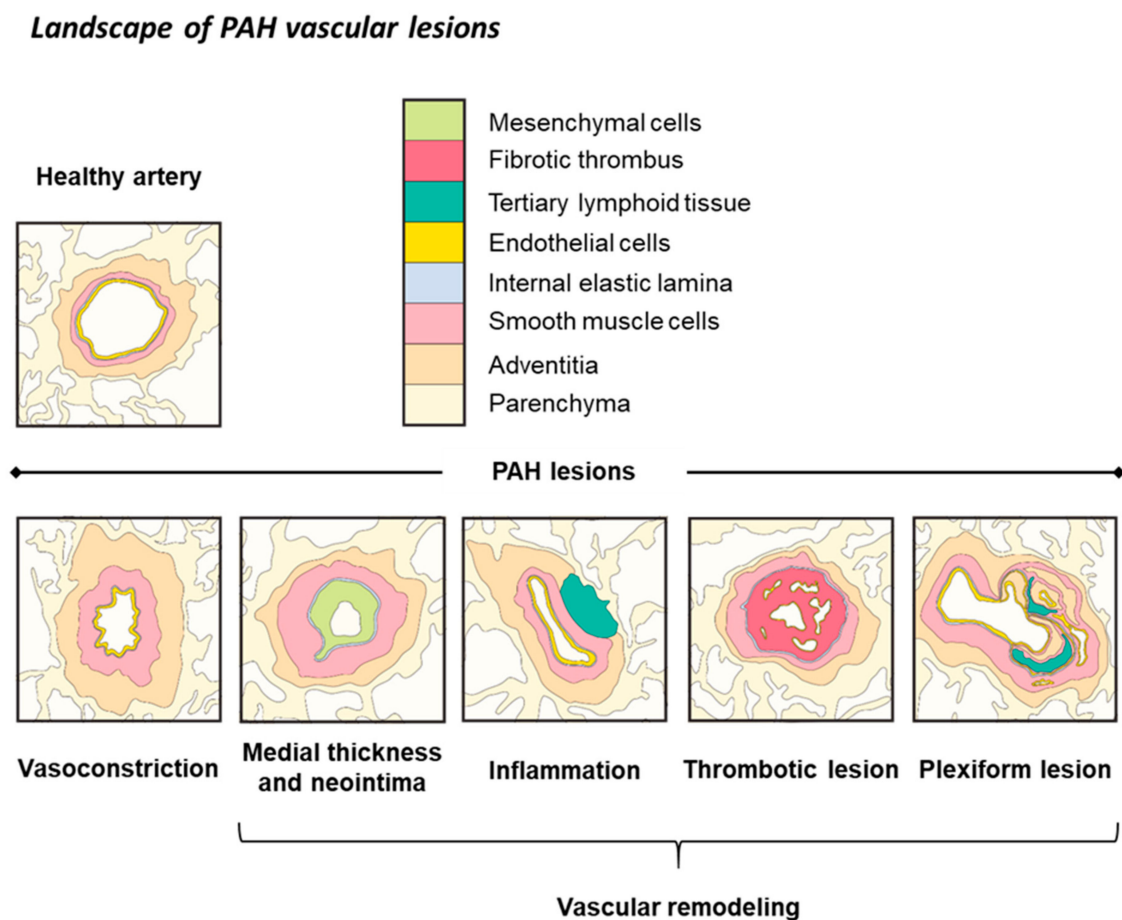 Landscape of PAH vascular lesions
Healthy artery
Mesenchymal cells
Fibrotic thrombus
Tertiary lymphoid tissue
Endothelial cells
Internal elastic lamina
Smooth muscle cells
Adventitia
Parenchyma
PAH lesions
Vasoconstriction
Medial thickness
and neointima
Inflammation
Thrombotic lesion
Plexiform lesion
Vascular remodeling